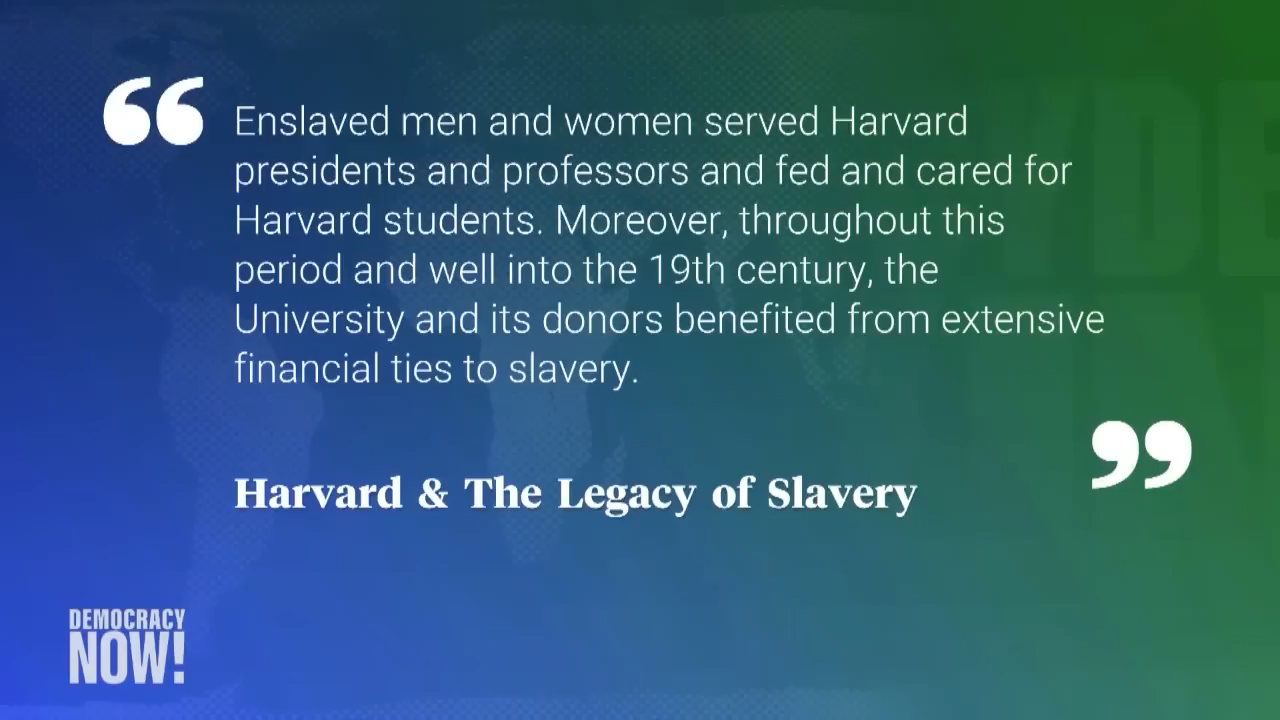 “Enslaved men and women served Harvard
presidents and professors and fed and cared for
Harvard students. Moreover, throughout this
period and well into the 19th century, the
University and its donors benefited from extensive
financial ties to slavery.”
Harvard & The Legacy of Slavery
DEMOCRACY
NOW!